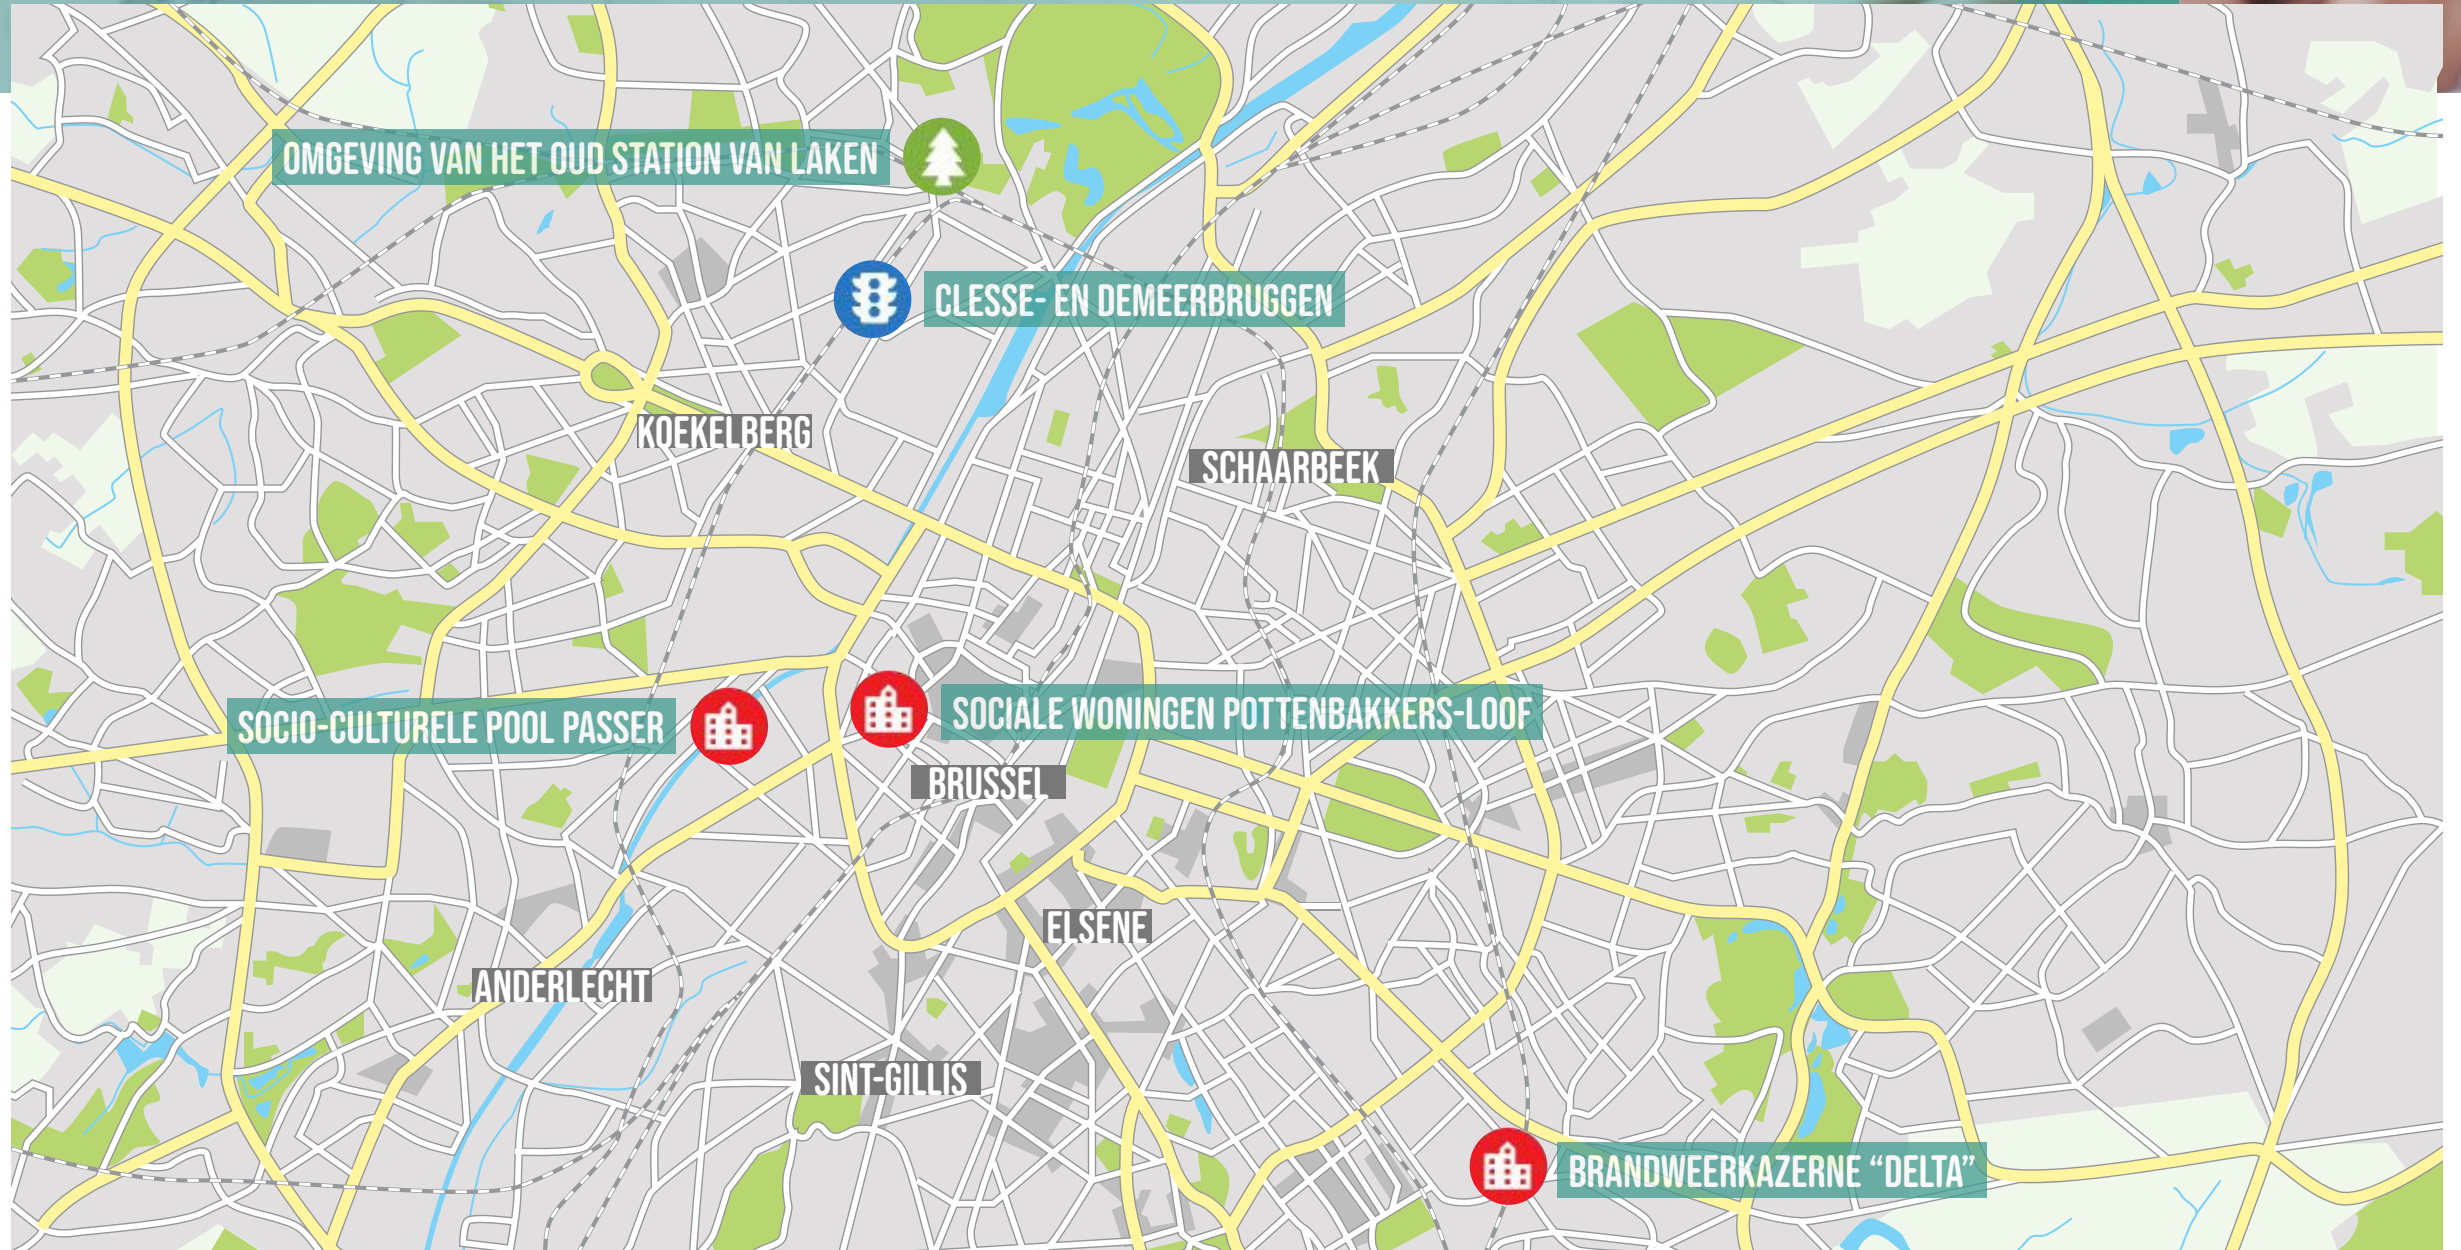 OMGEVING VAN HET OUD STATION VAN LAKEN
CLESSE- EN DEMEERBRUGGEN
KOEKELBERG
SCHAARBEEK
SOCIO-CULTURELE POOL PASSER
SOCIALE WONINGEN POTTENBAKKERS-LOOF
BRUSSEL
ELSENE
ANDERLECHT
SINT-GILLIS
BRANDWEERKAZERNE “DELTA”